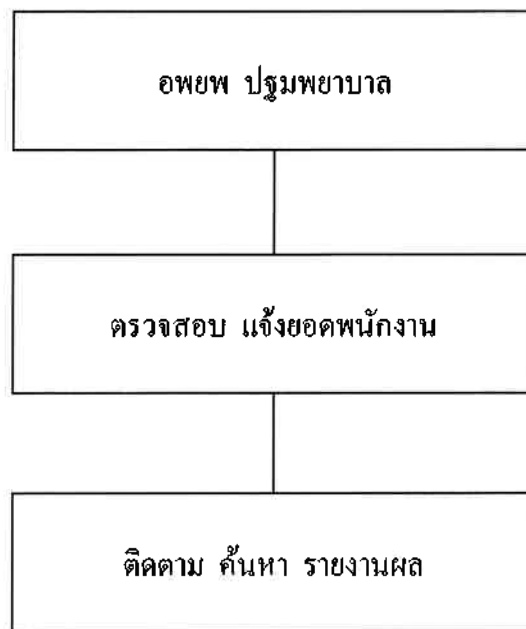 อพยพ ปฐมพยาบาล
ตรวจสอบ แจ้งยอดพนักงาน
ติดตาม ค้นหา รายงานผล